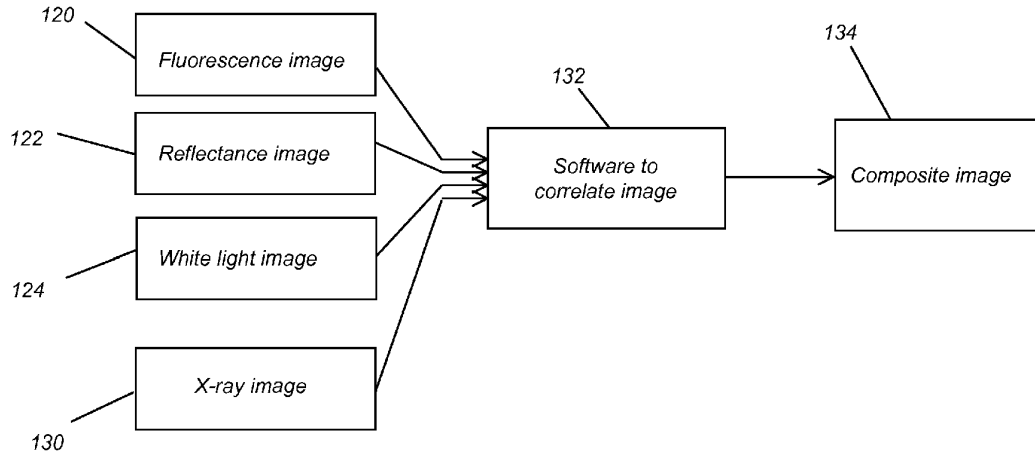 120
Fluorescence image
122
Reflectance image
124
White light image
130
X-ray image
132
Software to
correlate image
134
Composite image